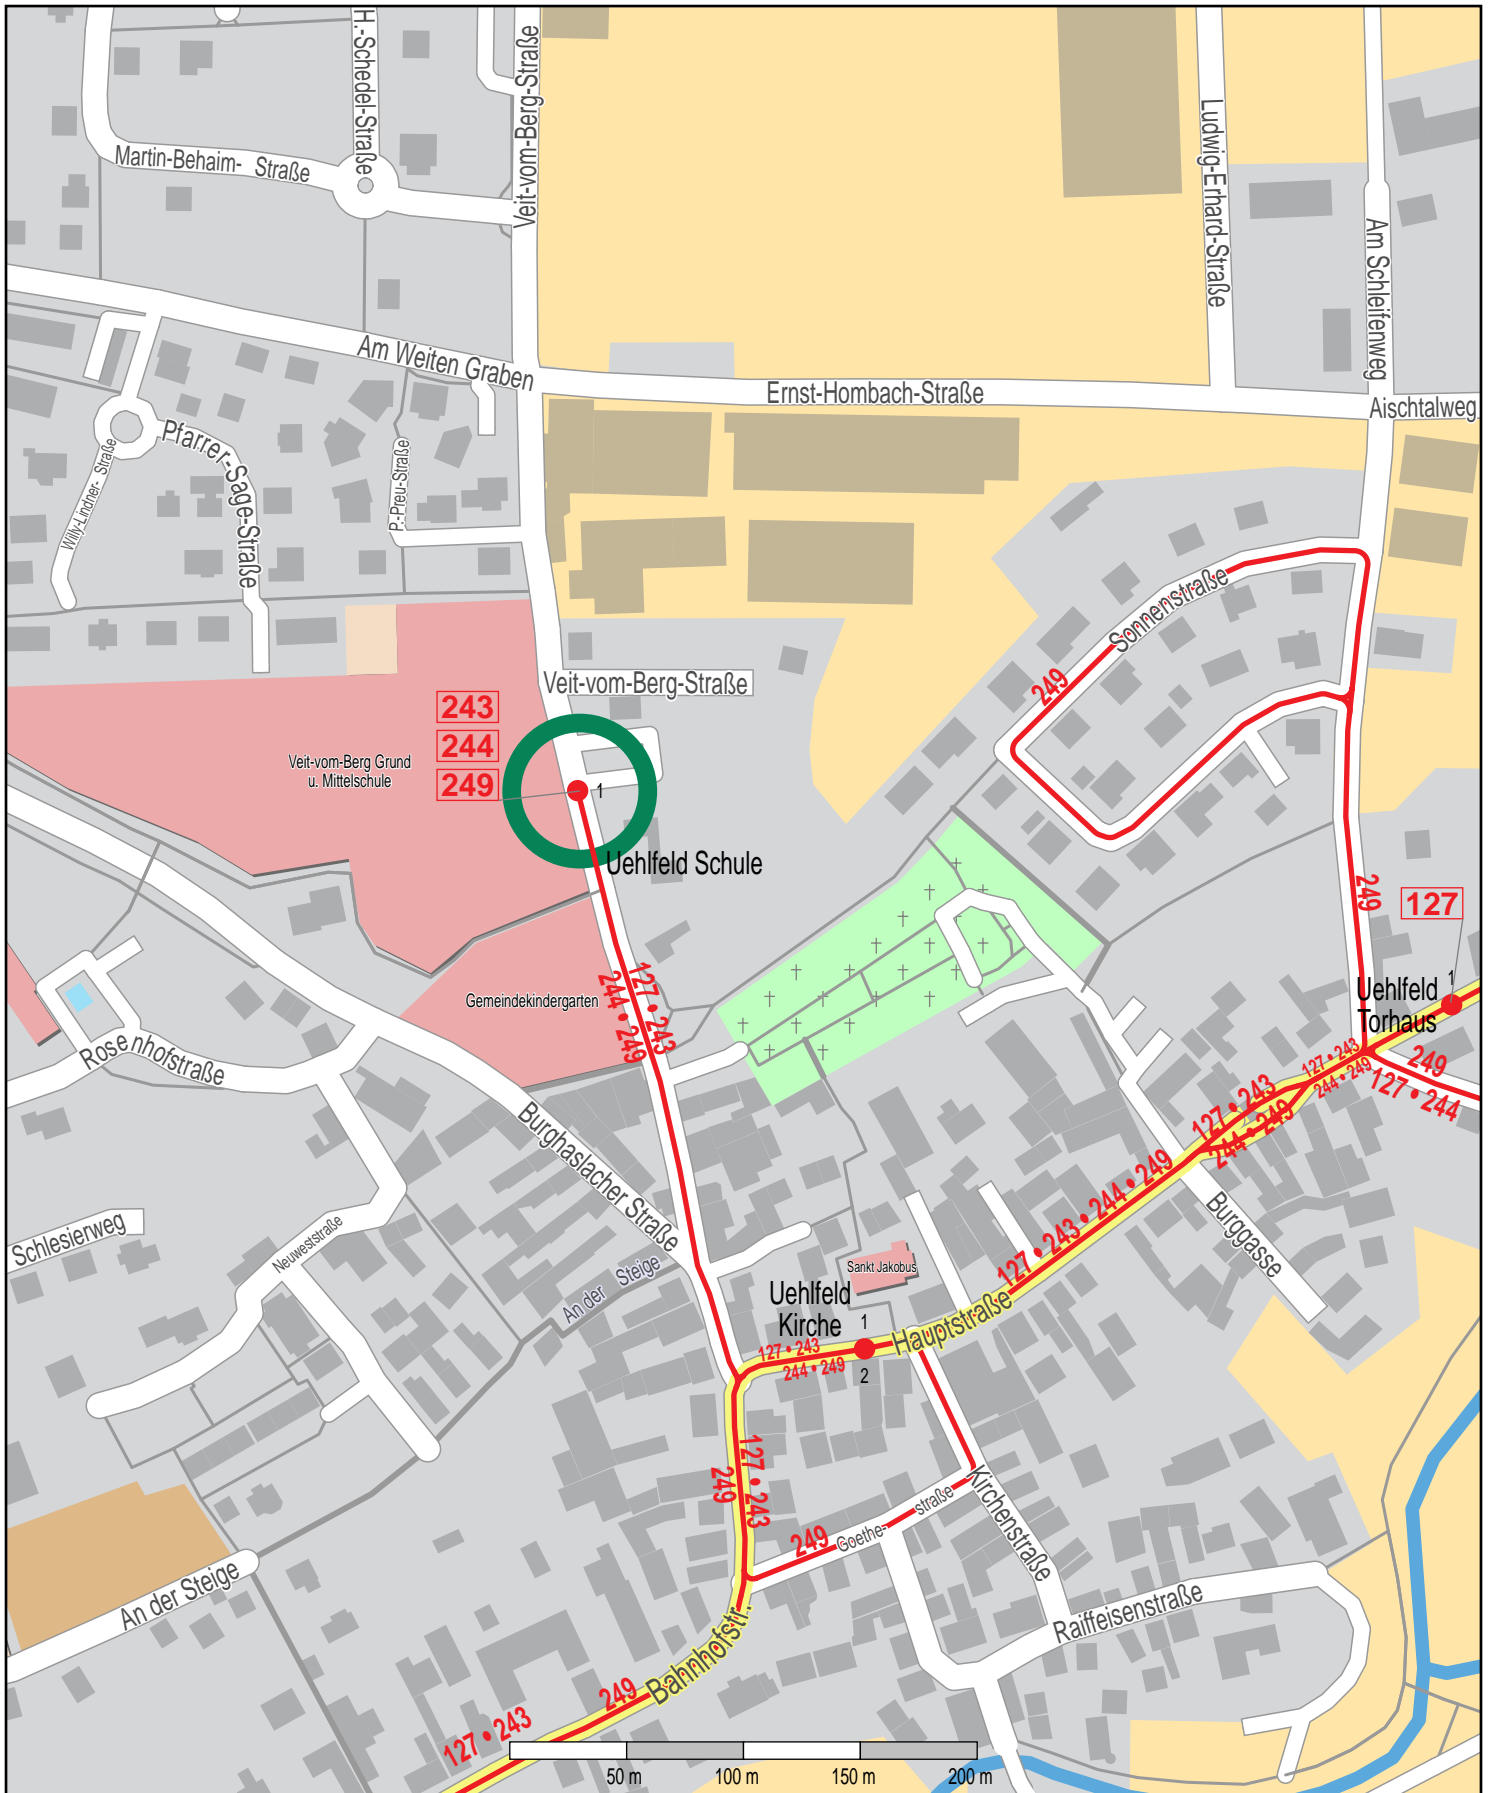 H.-Schedel-Straße
Veit-vom-Berg-Straße
Martin-Behaim- Straße
Ludwig-Erhard-Straße
Am Schleifenweg
Am Weiten Graben
Ernst-Hombach-Straße
Aischtalweg
Pfarrer-Sage-Straße
Willy-Lindner- Straße
P.-Preu-Straße
Sonnenstraße
249
Veit-vom-Berg-Straße
243
244
249
Veit-vom-Berg Grund
u. Mittelschule
1
Uehlfeld Schule
249
127
Uehlfeld
Torhaus
1
127 • 243
244 • 249
Gemeindekindergarten
Rosenhofstraße
127 • 243
244 • 249
249
127 • 244
127 • 243
244 • 249
Burghaslacher Straße
127 • 243 • 244 • 249
Burggasse
Schlesierweg
Neuweststraße
An der Steige
Sankt Jakobus
Uehlfeld
Kirche
1
2
127 • 243
244 • 249
Hauptstraße
127 • 243
249
249
Goethe- straße
Kirchenstraße
An der Steige
Raiffeisenstraße
Bahnhofstr.
249
127 • 243
50 m
100 m
150 m
200 m